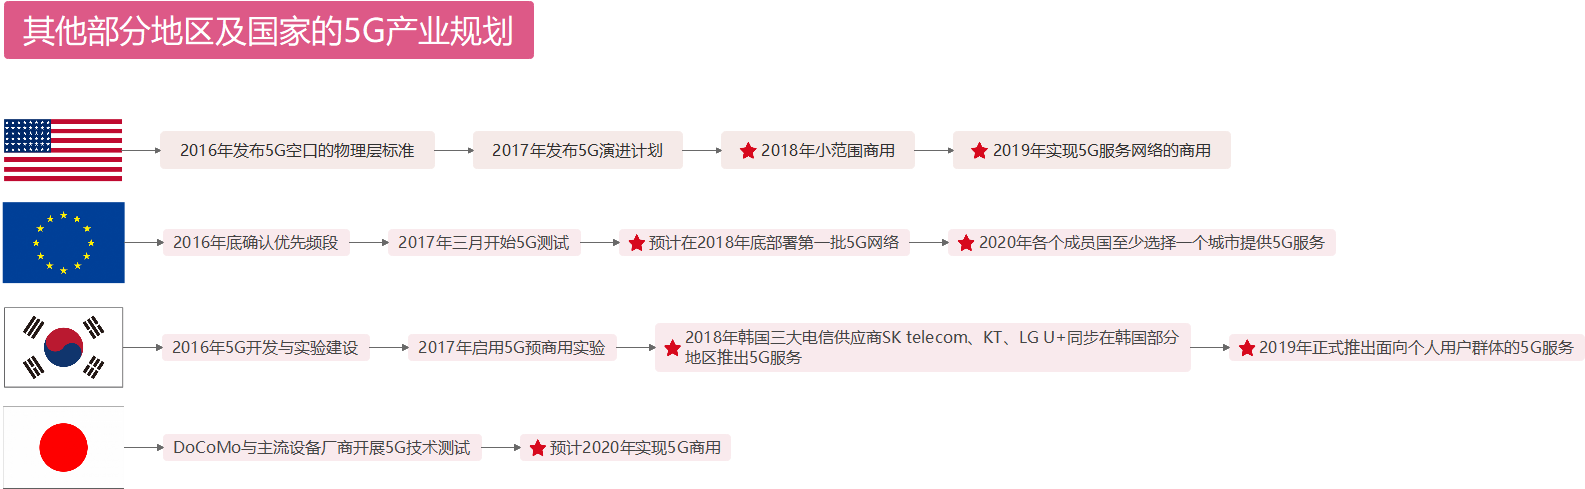 其他部分地区及国家的5G产业规划
2016年发布5G空口的物理层标准
2017年发布5G演进计划
2018年小范围商用
2019年实现5G服务网络的商用
2016年底确认优先频段
2017年三月开始5G测试
预计在2018年底部署第一批5G网络
2020年各个成员国至少选择一个城市提供5G服务
2016年5G开发与实验建设
2017年启用5G预商用实验
2018年韩国三大电信供应商SK telecom、KT、LG U+同步在韩国部分
地区推出5G服务
2019年正式推出面向个人用户群体的5G服务
DoCoMo与主流设备厂商开展5G技术测试
预计2020年实现5G商用